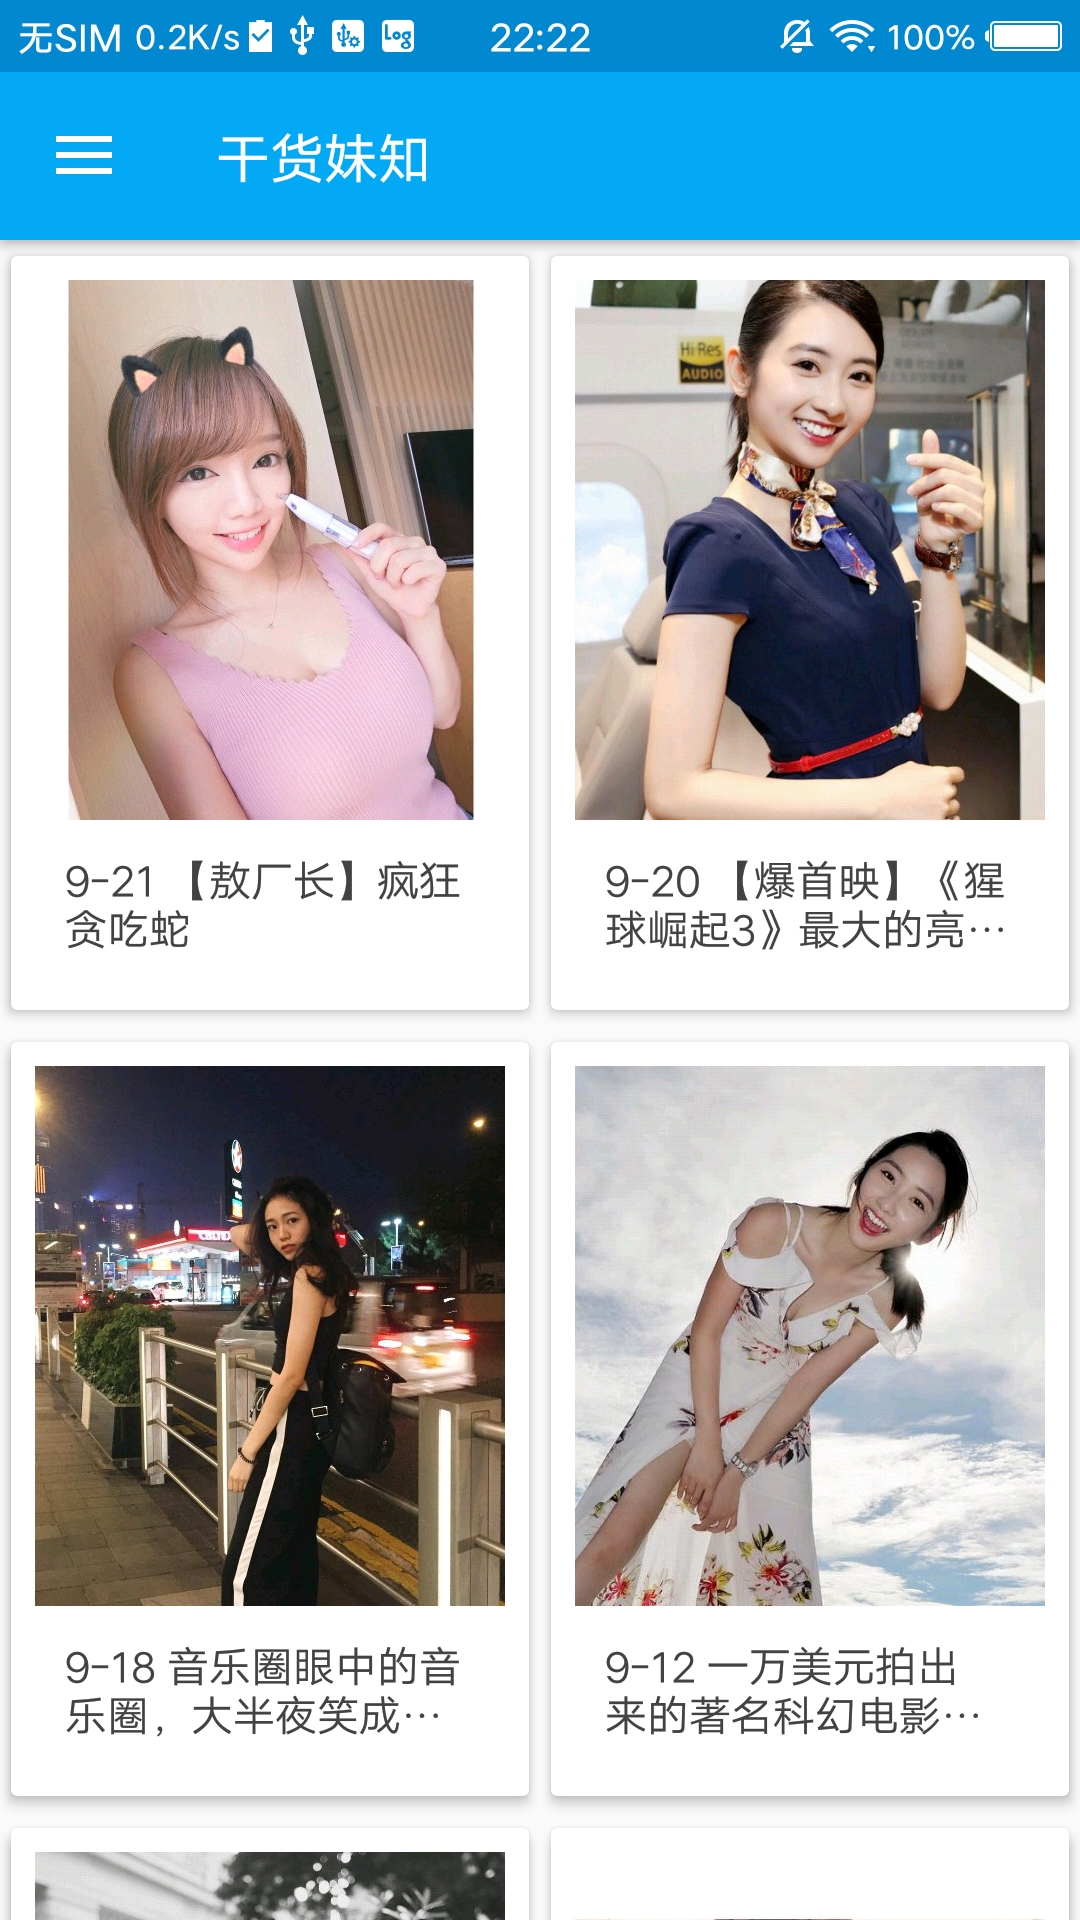 无SIM 0.2K/s Log 22:22 100%
干货妹知
Hi-Res
AUDIO
9-21 【敖厂长】疯狂
贪吃蛇
9-20 【爆首映】《猩
球崛起3》最大的亮…
CALTEX
9-18 音乐圈眼中的音
乐圈，大半夜笑成…
9-12 一万美元拍出
来的著名科幻电影…